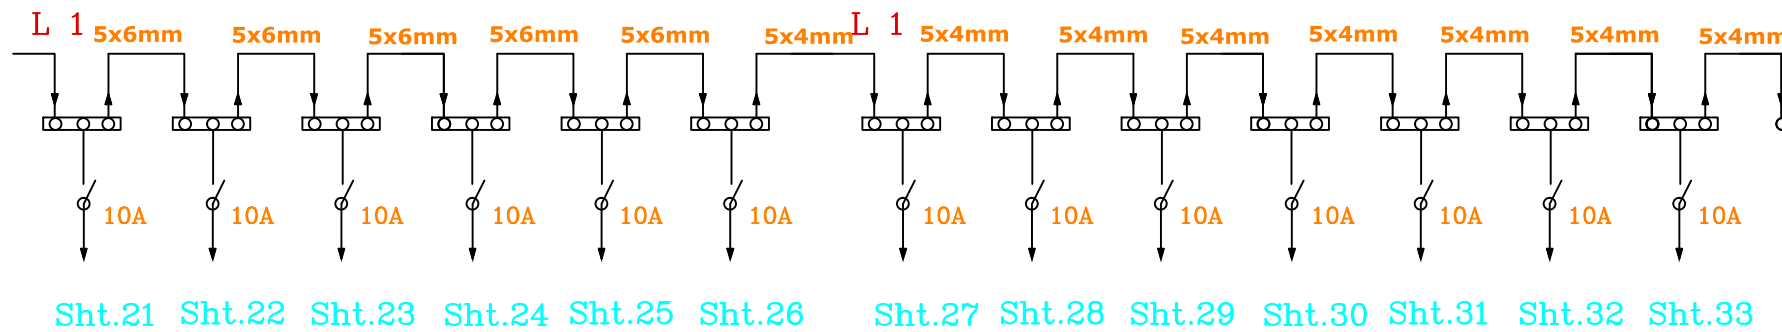 L 1 5x6mm 5x6mm 5x6mm 5x6mm 5x6mm 5x4mm L 1 5x4mm 5x4mm 5x4mm 5x4mm 5x4mm 5x4mm 5x4mm
10A 10A 10A 10A 10A 10A 10A 10A 10A 10A 10A 10A 10A
Sht.21 Sht.22 Sht.23 Sht.24 Sht.25 Sht.26 Sht.27 Sht.28 Sht.29 Sht.30 Sht.31 Sht.32 Sht.33